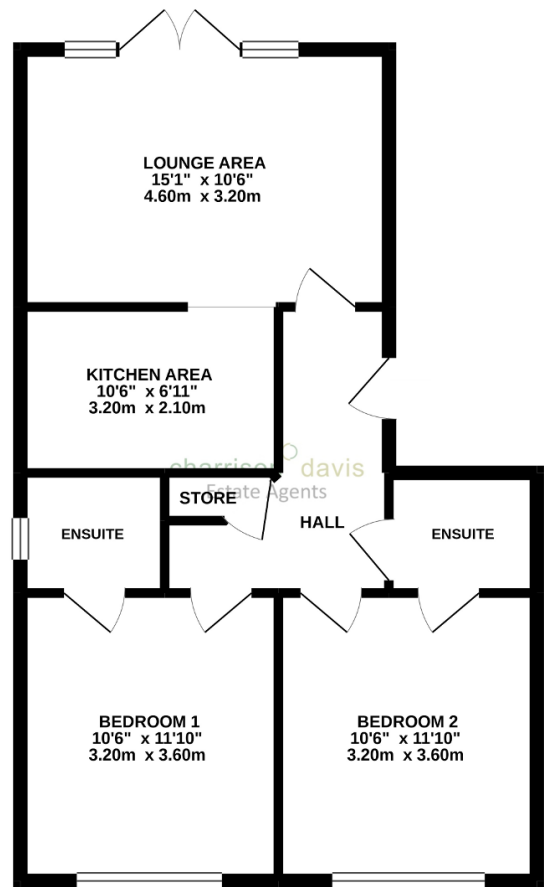 LOUNGE AREA
15'1" x 10'6"
4.60m x 3.20m
KITCHEN AREA
10'6" x 6'11"
3.20m x 2.10m
charrison davis
Estate Agents
STORE
HALL
ENSUITE
ENSUITE
BEDROOM 1
10'6" x 11'10"
3.20m x 3.60m
BEDROOM 2
10'6" x 11'10"
3.20m x 3.60m